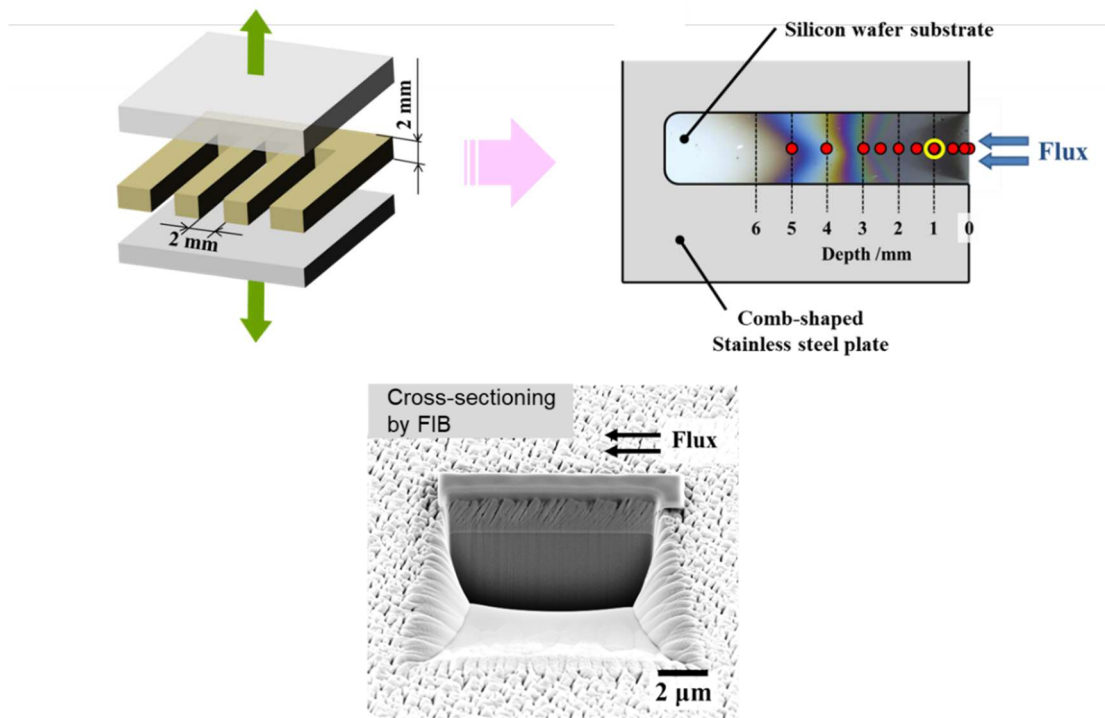 2 mm
2 mm
Silicon wafer substrate
Flux
6 5 4 3 2 1 0
Depth /mm
Comb-shaped
Stainless steel plate
Cross-sectioning
by FIB
Flux
2 μm